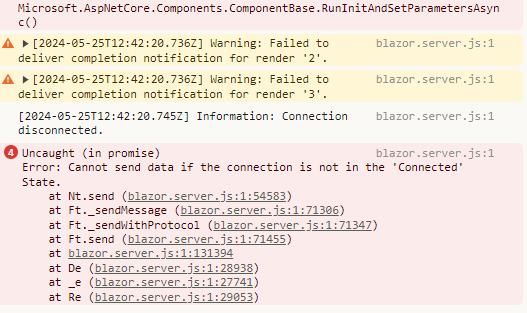 Microsoft.AspNetCore.Components.ComponentBase.RunInitAndSetParametersAsyn
c()
[2024-05-25T12:42:20.736Z] Warning: Failed to blazor.server.js:1
deliver completion notification for render '2'.
[2024-05-25T12:42:20.736Z] Warning: Failed to blazor.server.js:1
deliver completion notification for render '3'.
[2024-05-25T12:42:20.745Z] Information: Connection blazor.server.js:1
disconnected.
4 Uncaught (in promise) blazor.server.js:1
Error: Cannot send data if the connection is not in the 'Connected'
State.
at Nt.send (blazor.server.js:1:54583)
at Ft._sendMessage (blazor.server.js:1:71306)
at Ft._sendWithProtocol (blazor.server.js:1:71347)
at Ft.send (blazor.server.js:1:71455)
at blazor.server.js:1:131394
at De (blazor.server.js:1:28938)
at _e (blazor.server.js:1:27741)
at Re (blazor.server.js:1:29053)